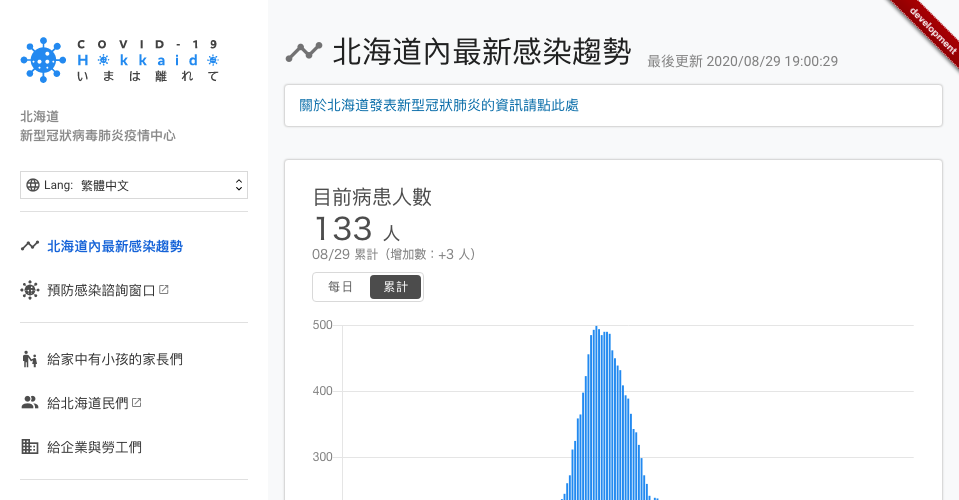 COVID-19
Hokkaido
いまは離れて
北海道
新型冠狀病毒肺炎疫情中心
Lang: 繁體中文
北海道內最新感染趨勢
預防感染諮詢窗口
給家中有小孩的家長們
給北海道民們
給企業與勞工們
北海道內最新感染趨勢 最後更新 2020/08/29 19:00:29
development
關於北海道發表新型冠狀肺炎的資訊請點此處
目前病患人數
133 人
08/29 累計（增加數：+3 人）
每日 累計
500
400
300